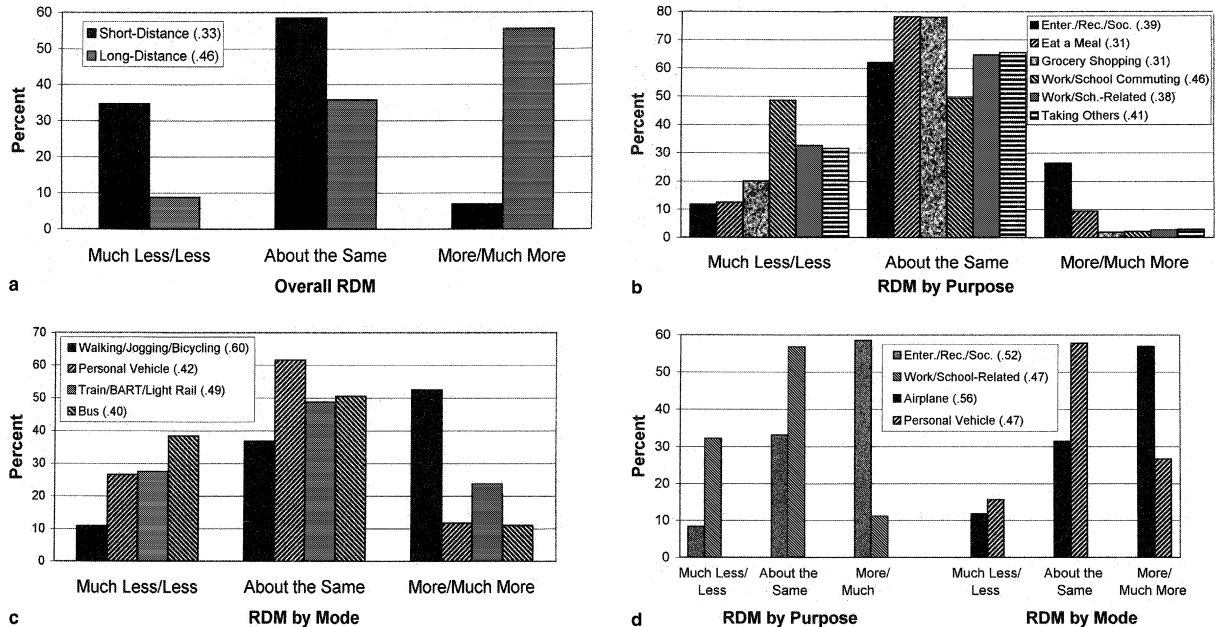 60
50
40
30
20
10
0
Percent
Short-Distance (.33)
Long-Distance (.46)
Much Less/Less
About the Same
More/Much More
a
Overall RDM
90
80
70
60
50
40
30
20
10
0
Percent
Enter./Rec./Soc. (.39)
Eat a Meal (.31)
Grocery Shopping (.31)
Work/School Commuting (.46)
Work/Sch.-Related (.38)
Taking Others (.41)
Much Less/Less
About the Same
More/Much More
b
RDM by Purpose
70
60
50
40
30
20
10
0
Percent
Walking/Jogging/Bicycling (.60)
Personal Vehicle (.42)
Train/BART/Light Rail (.49)
Bus (.40)
Much Less/Less
About the Same
More/Much More
c
RDM by Mode
60
50
40
30
20
10
0
Percent
Enter./Rec./Soc. (.52)
Work/School-Related (.47)
Airplane (.56)
Personal Vehicle (.47)
Much Less/
Less
About the
Same
More/
Much
Much Less/
Less
About the
Same
More/
Much More
d
RDM by Purpose
RDM by Mode